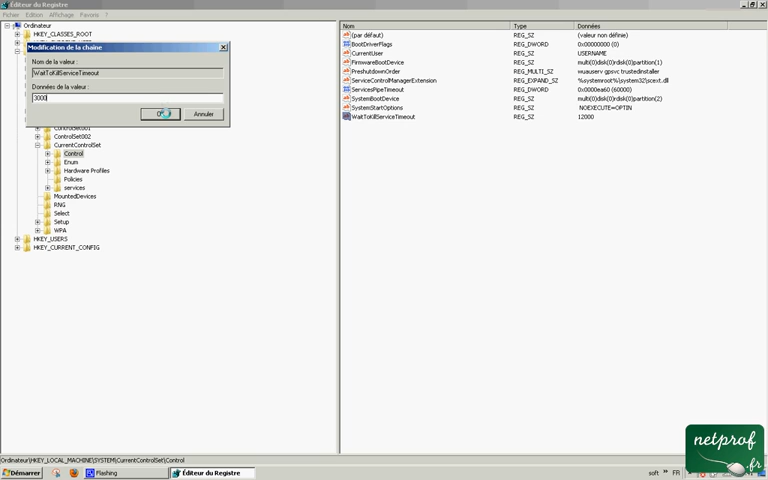 Éditeur du Registre
Fichier Edition Affichage Favoris ?
Ordinateur
HKEY_CLASSES_ROOT
Modification de la chaîne
Nom de la valeur :
WaitToKillServiceTimeout
Données de la valeur :
3000
Annuler
ControlSet001
ControlSet002
CurrentControlSet
Control
Enum
Hardware Profiles
Policies
services
MountedDevices
RNG
Select
Setup
WPA
HKEY_USERS
HKEY_CURRENT_CONFIG
Nom Type Données
(par défaut) REG_SZ (valeur non définie)
BootDriverFlags REG_DWORD 0x00000000 (0)
CurrentUser REG_SZ USERNAME
FirmwareBootDevice REG_SZ multi(0)disk(0)rdisk(0)partition(1)
PreshutdownOrder REG_MULTI_SZ wuauserv gpsvc trustedinstaller
ServiceControlManagerExtension REG_EXPAND_SZ %systemroot%\system32\scext.dll
ServicesPipeTimeout REG_DWORD 0x0000ea60 (60000)
SystemBootDevice REG_SZ multi(0)disk(0)rdisk(0)partition(2)
SystemStartOptions REG_SZ NOEXECUTE=OPTIN
WaitToKillServiceTimeout REG_SZ 12000
Ordinateur\HKEY_LOCAL_MACHINE\SYSTEM\CurrentControlSet\Control
Démarrer Flashing Éditeur du Registre soft » FR
netprof
.fr